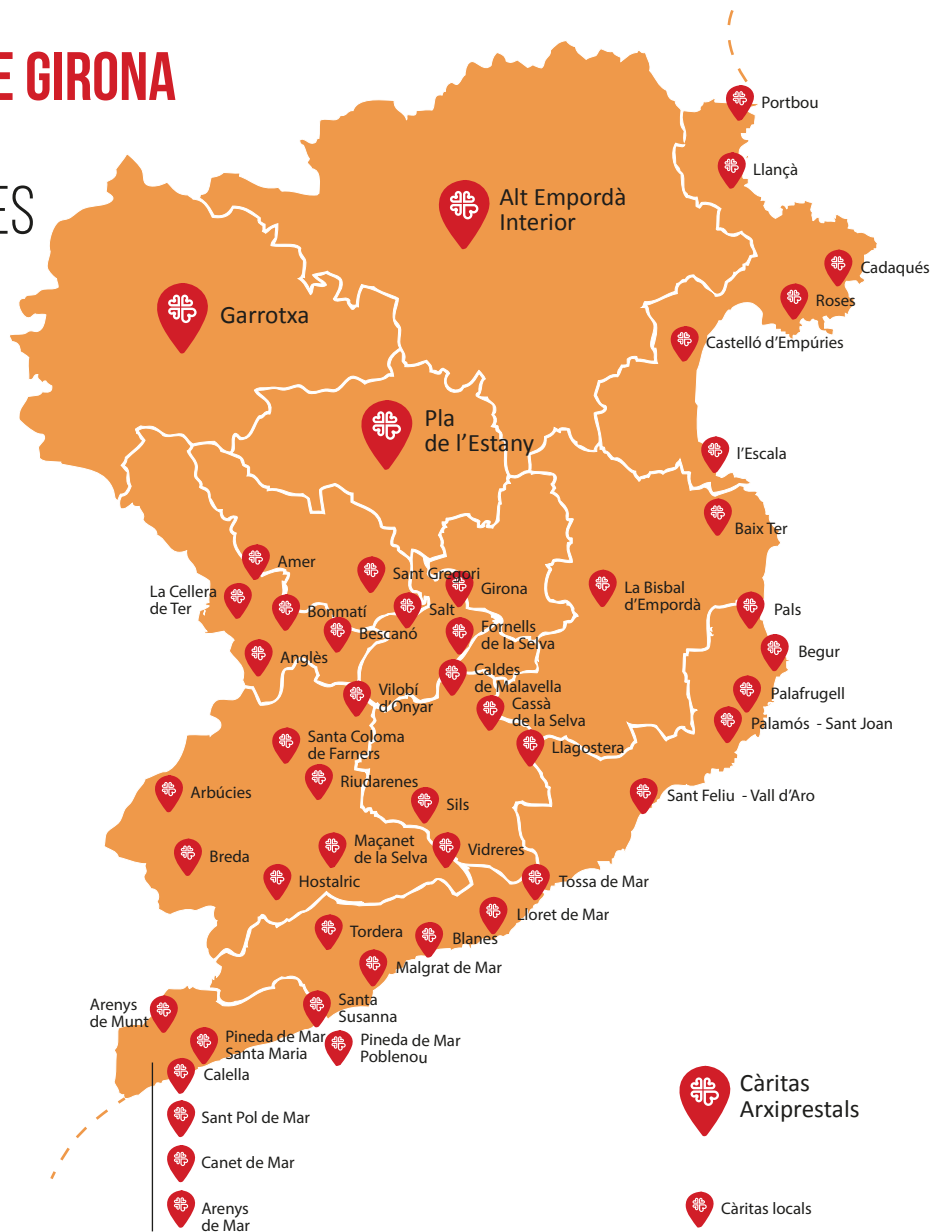 E GIRONA
ES
Portbou
Llançà
Alt Empordà
Interior
Cadaqués
Roses
Garrotxa
Castelló d’Empúries
Pla
de l’Estany
l’Escala
Baix Ter
Amer
Sant Gregori
Girona
La Bisbal
d’Empordà
La Cellera
de Ter
Bonmatí
Salt
Pals
Bescanó
Fornells
de la Selva
Begur
Anglès
Caldes
de Malavella
Vilobí
d’Onyar
Palafrugell
Cassà
de la Selva
Palamós - Sant Joan
Santa Coloma
de Farners
Llagostera
Riudarenes
Arbúcies
Sils
Sant Feliu - Vall d’Aro
Maçanet
de la Selva
Vidreres
Breda
Hostalric
Tossa de Mar
Lloret de Mar
Tordera
Blanes
Malgrat de Mar
Arenys
de Munt
Santa
Susanna
Pineda de Mar
Santa Maria
Pineda de Mar
Poblenou
Calella
Càritas
Arxiprestals
Sant Pol de Mar
Canet de Mar
Arenys
de Mar
Càritas locals